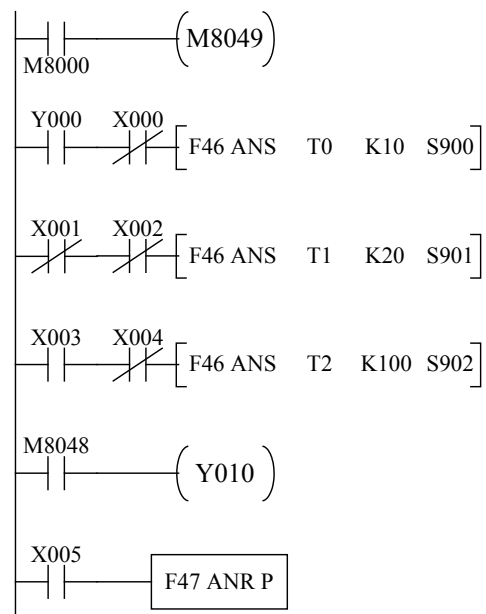 M8049
M8000
Y000 X000
F46 ANS T0 K10 S900
X001 X002
F46 ANS T1 K20 S901
X003 X004
F46 ANS T2 K100 S902
M8048
Y010
X005
F47 ANR P